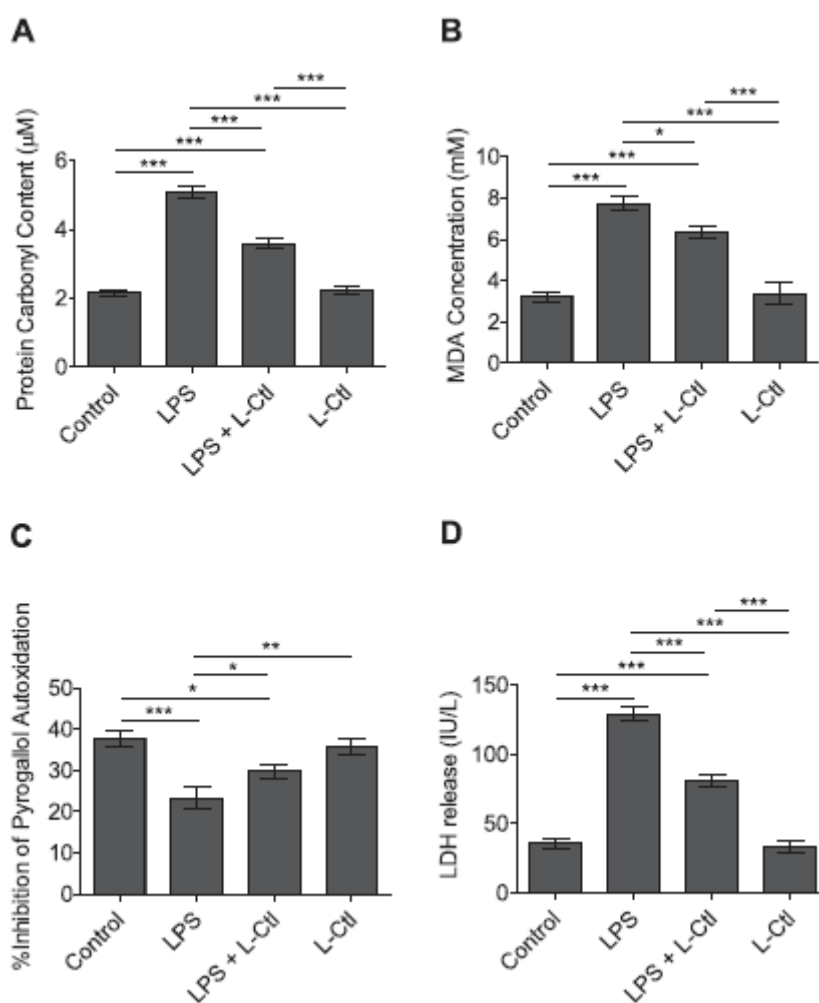 A
***
***
***
***
***
Protein Carbonyl Content (μM)
6
4
2
0
Control
LPS
LPS + L-Ctl
L-Ctl
B
***
***
*
***
***
MDA Concentration (mM)
10
8
6
4
2
0
Control
LPS
LPS + L-Ctl
L-Ctl
C
**
*
*
***
%Inhibition of Pyrogallol Autoxidation
50
40
30
20
10
0
Control
LPS
LPS + L-Ctl
L-Ctl
D
***
***
***
***
***
LDH release (IU/L)
150
100
50
0
Control
LPS
LPS + L-Ctl
L-Ctl